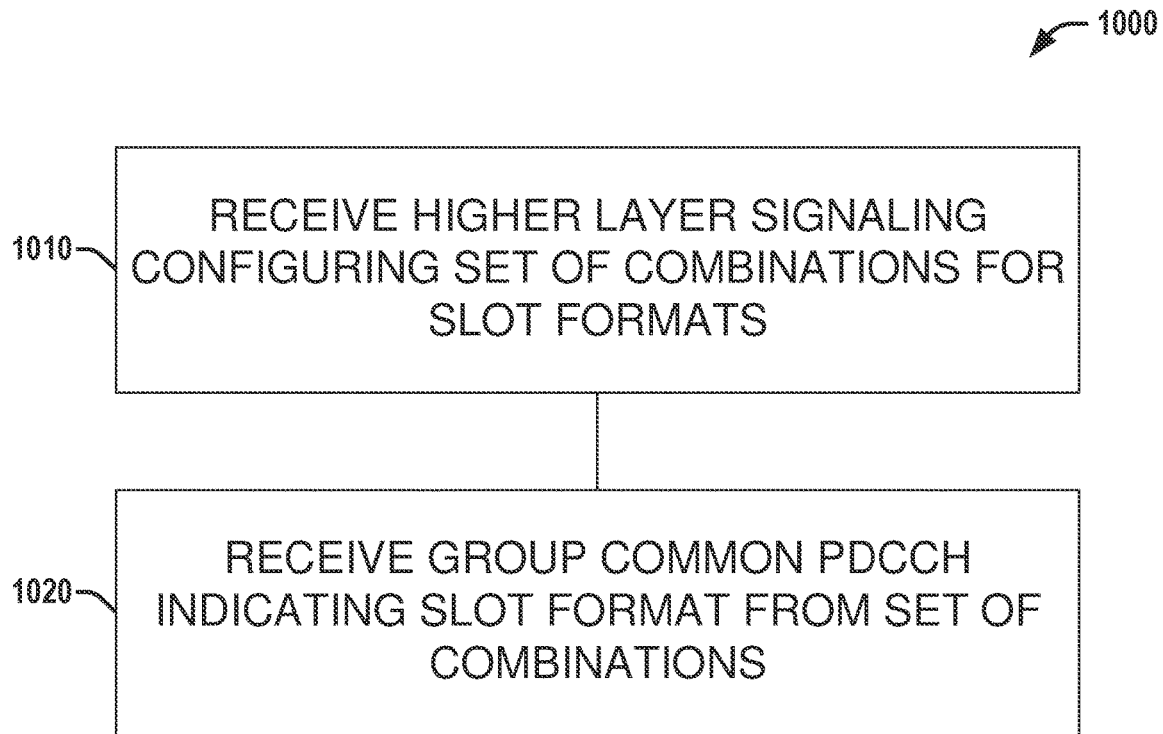 1000
RECEIVE HIGHER LAYER SIGNALING
1010
CONFIGURING SET OF COMBINATIONS FOR
SLOT FORMATS
RECEIVE GROUP COMMON PDCCH
1020
INDICATING SLOT FORMAT FROM SET OF
COMBINATIONS